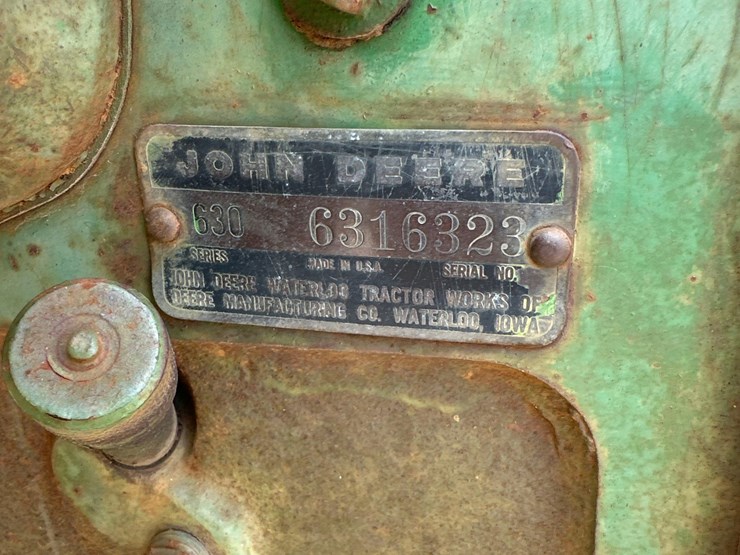 JOHN DEERE
630 6316323
SERIES MADE IN U.S.A. SERIAL NO.
JOHN DEERE WATERLOO TRACTOR WORKS OF
DEERE MANUFACTURING CO. WATERLOO, IOWA